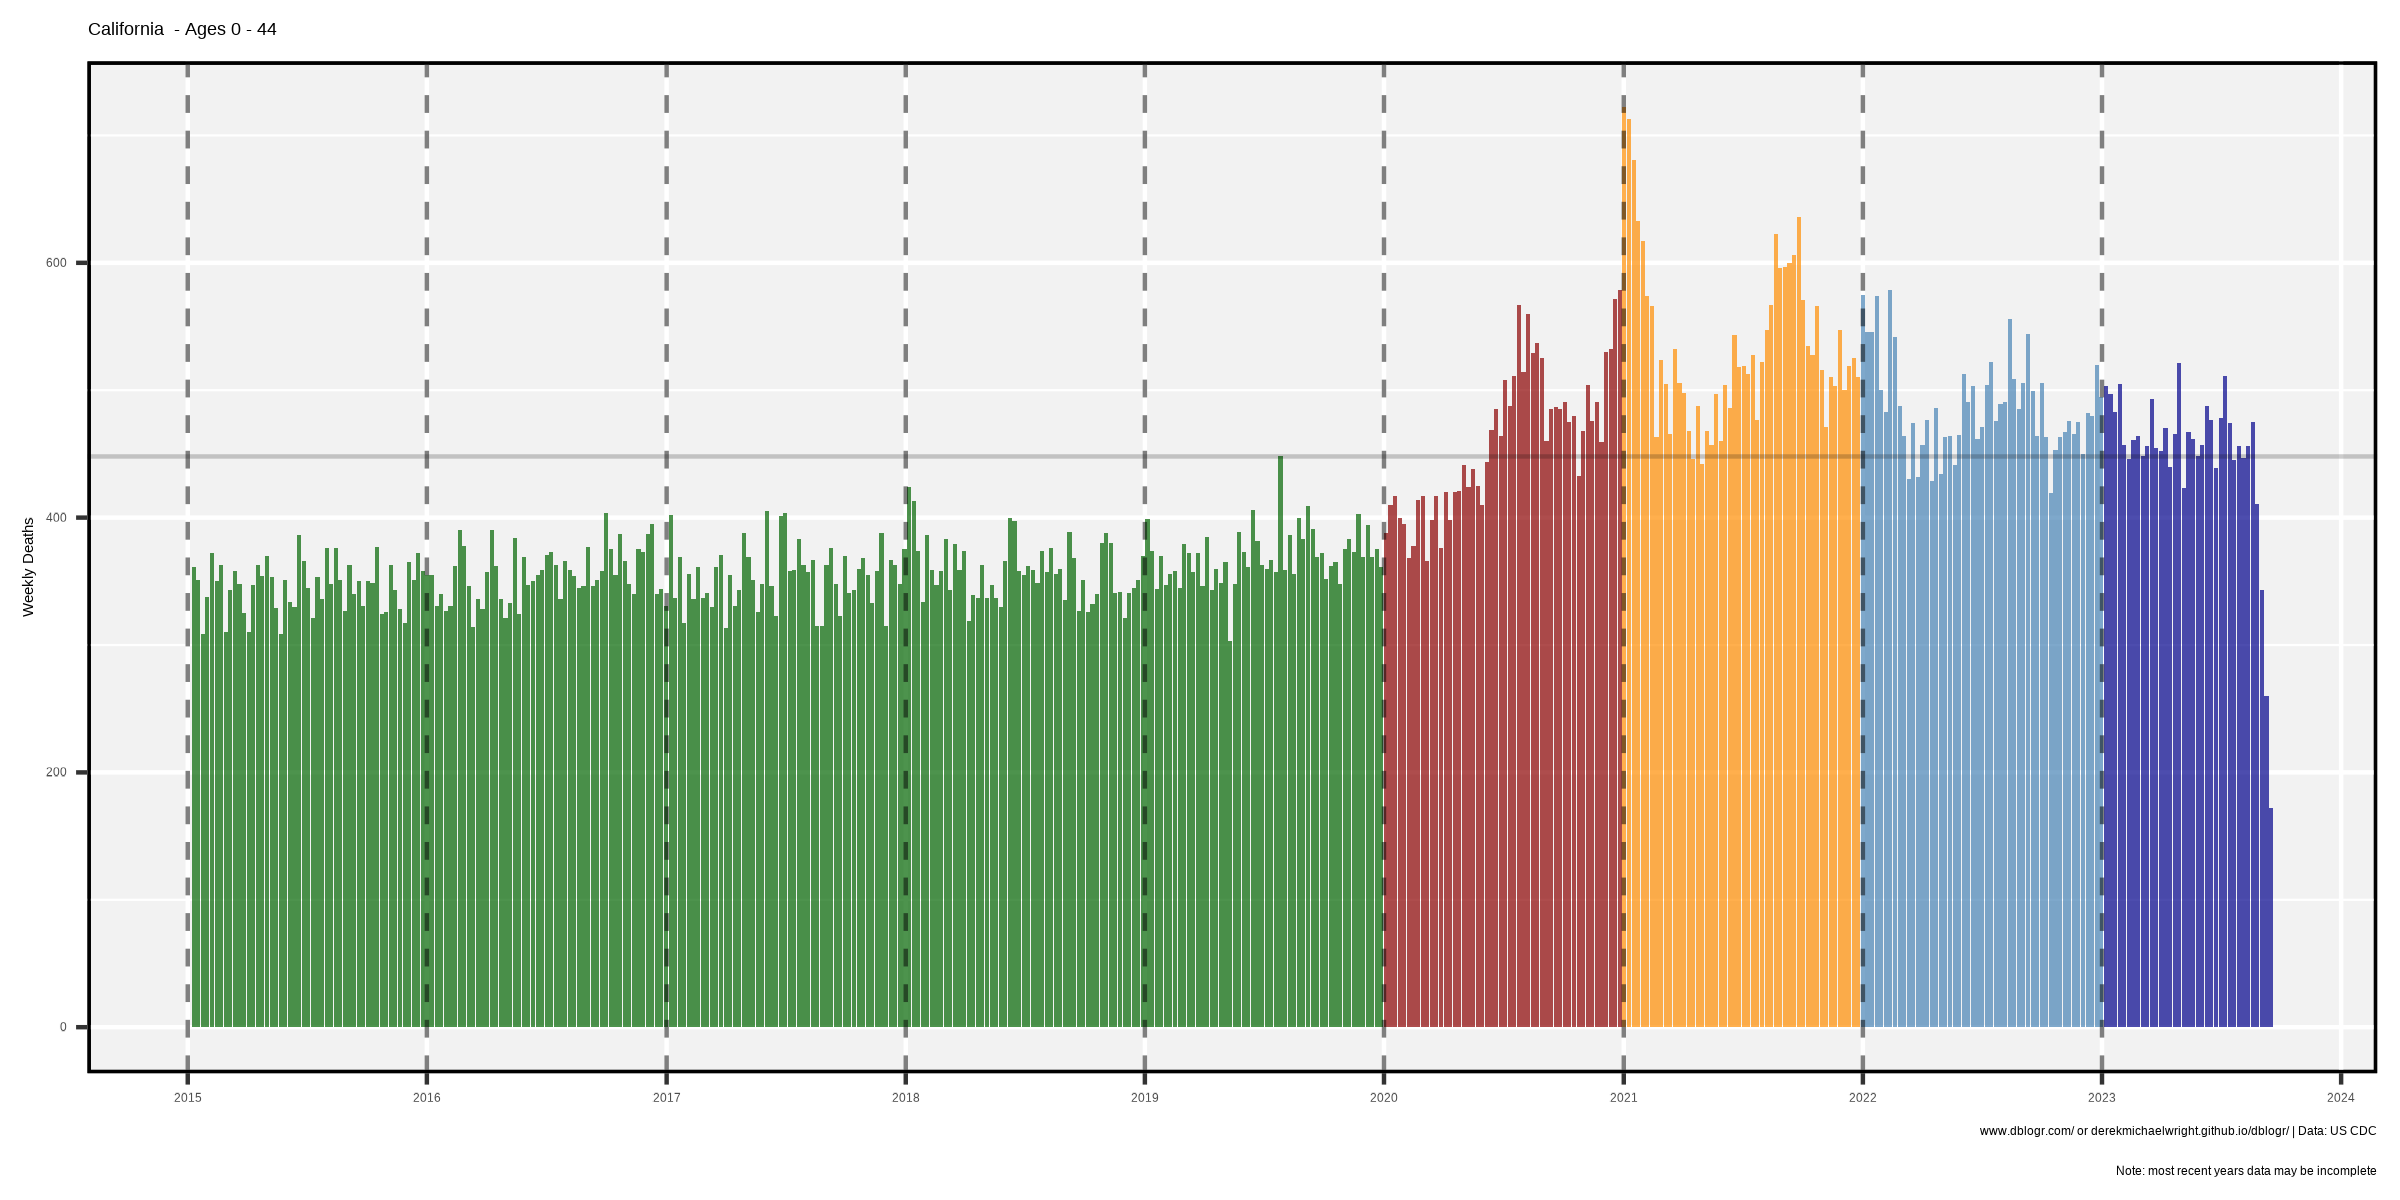 California  - Ages 0 - 44
Weekly Deaths
600
400
200
0
2015 2016 2017 2018 2019 2020 2021 2022 2023 2024
www.dblogr.com/ or derekmichaelwright.github.io/dblogr/ | Data: US CDC
Note: most recent years data may be incomplete